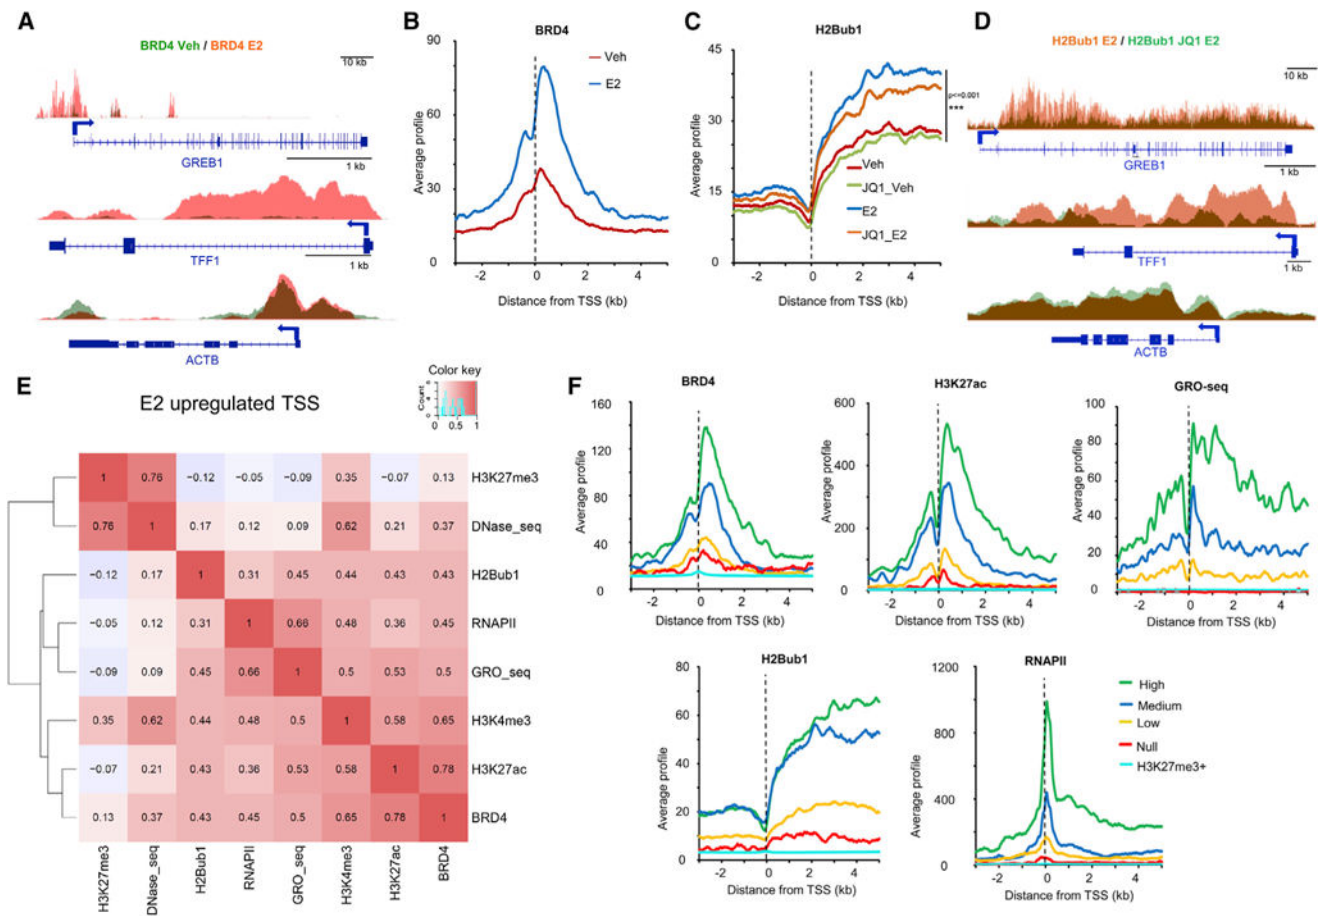 A
BRD4 Veh / BRD4 E2
10 kb
GREB1
1 kb
TFF1
1 kb
ACTB
B
BRD4
90
60
30
0
Average profile
Veh
E2
-2 0 2 4
Distance from TSS (kb)
C
H2Bub1
45
30
15
0
Average profile
p<=0.001
***
Veh
JQ1_Veh
E2
JQ1_E2
-2 0 2 4
Distance from TSS (kb)
D
H2Bub1 E2 / H2Bub1 JQ1 E2
10 kb
GREB1
1 kb
TFF1
1 kb
ACTB
E
E2 upregulated TSS
Color key
Count
0 0.5 1
1 0.76 −0.12 −0.05 −0.09 0.35 −0.07 0.13 H3K27me3
0.76 1 0.17 0.12 0.09 0.62 0.21 0.37 DNase_seq
−0.12 0.17 1 0.31 0.45 0.44 0.43 0.43 H2Bub1
−0.05 0.12 0.31 1 0.66 0.48 0.36 0.45 RNAPII
−0.09 0.09 0.45 0.66 1 0.5 0.53 0.5 GRO_seq
0.35 0.62 0.44 0.48 0.5 1 0.58 0.65 H3K4me3
−0.07 0.21 0.43 0.36 0.53 0.58 1 0.78 H3K27ac
0.13 0.37 0.43 0.45 0.5 0.65 0.78 1 BRD4
H3K27me3 DNase_seq H2Bub1 RNAPII GRO_seq H3K4me3 H3K27ac BRD4
F
BRD4
160
120
80
40
0
Average profile
-2 0 2 4
Distance from TSS (kb)
H3K27ac
600
400
200
0
Average profile
-2 0 2 4
Distance from TSS (kb)
GRO-seq
100
80
60
40
20
0
Average profile
-2 0 2 4
Distance from TSS (kb)
H2Bub1
80
60
40
20
0
Average profile
-2 0 2 4
Distance from TSS (kb)
RNAPII
1200
800
400
0
Average profile
-2 0 2 4
Distance from TSS (kb)
High
Medium
Low
Null
H3K27me3+